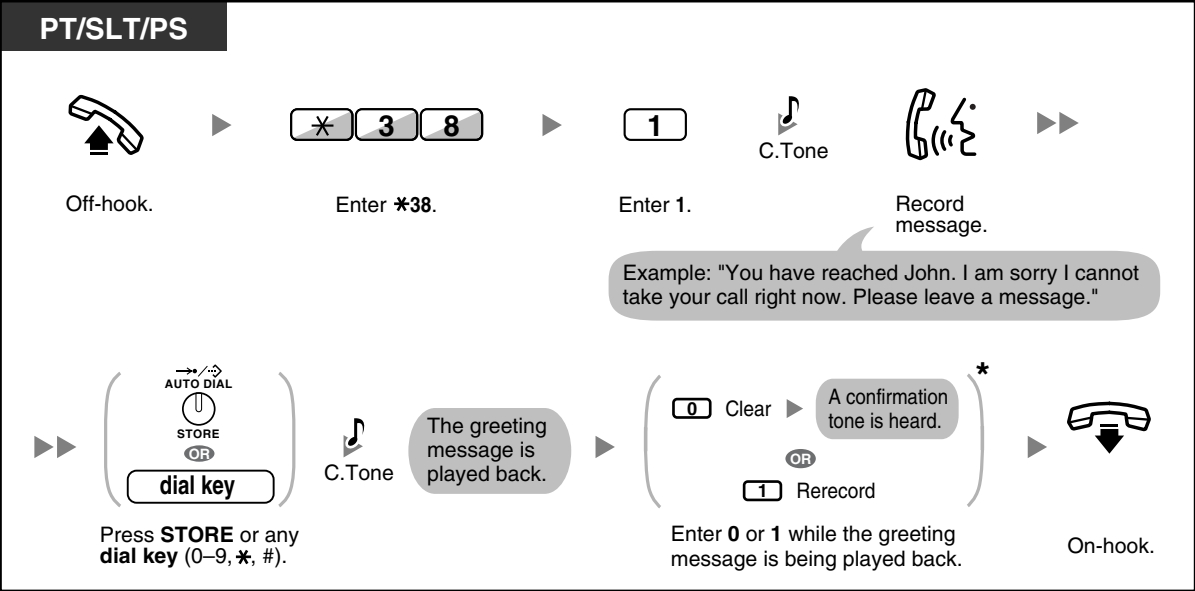 PT/SLT/PS
* 3 8
1
C.Tone
Off-hook.
Enter *38.
Enter 1.
Record
message.
Example: "You have reached John. I am sorry I cannot
take your call right now. Please leave a message."
AUTO DIAL
STORE
OR
dial key
C.Tone
The greeting
message is
played back.
0 Clear
A confirmation
tone is heard.
*
OR
1 Rerecord
Press STORE or any
dial key (0–9, *, #).
Enter 0 or 1 while the greeting
message is being played back.
On-hook.